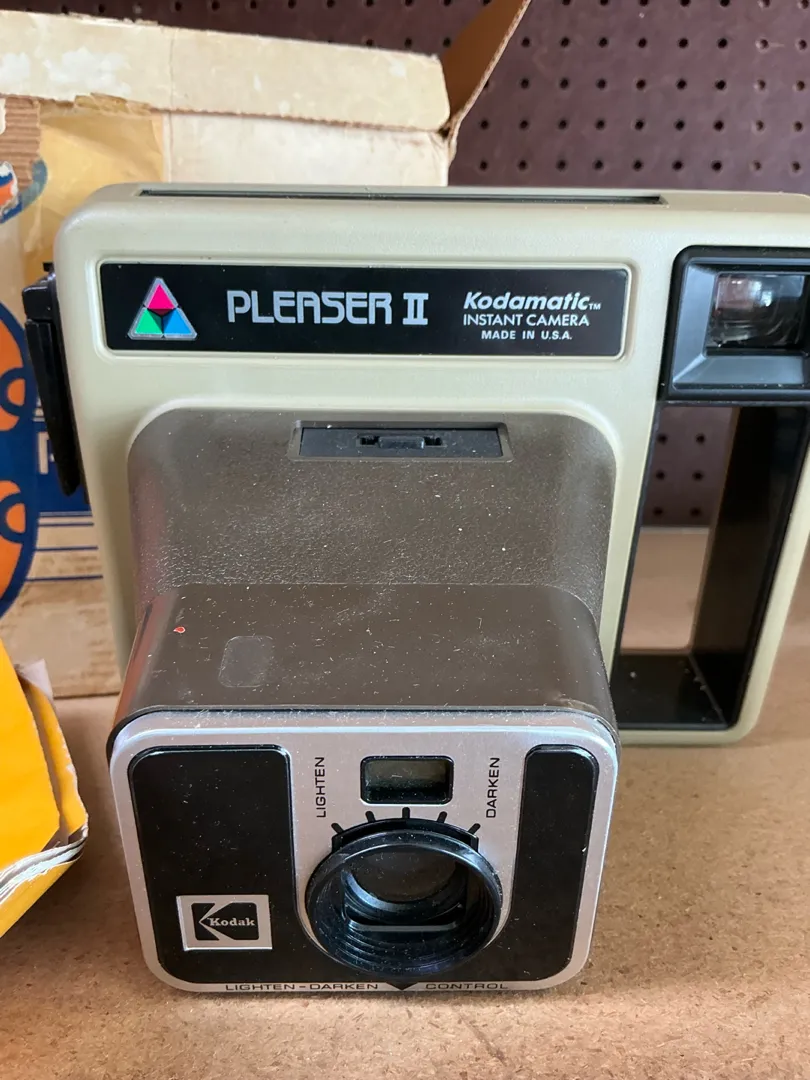 PLEASER II
Kodamatic™
INSTANT CAMERA
MADE IN U.S.A.
LIGHTEN
DARKEN
Kodak
LIGHTEN-DARKEN CONTROL